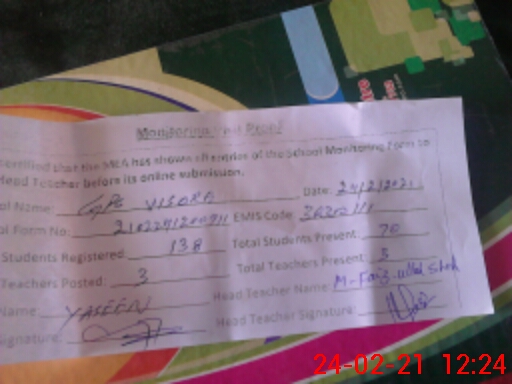 Monitoring Visit Proof
certified that the MEA has shown all entries of the School Monitoring Form to
Head Teacher before its online submission.
ol Name: GPS Date: 24/2/2021
ol Form No: EMIS Code
Students Registered 138 Total Students Present: 70
Teachers Posted: 3 Total Teachers Present: 3
Name: YASEEN Head Teacher Name: M-Faiz ullah Shah
Signature: Head Teacher Signature:
24-02-21 12:24